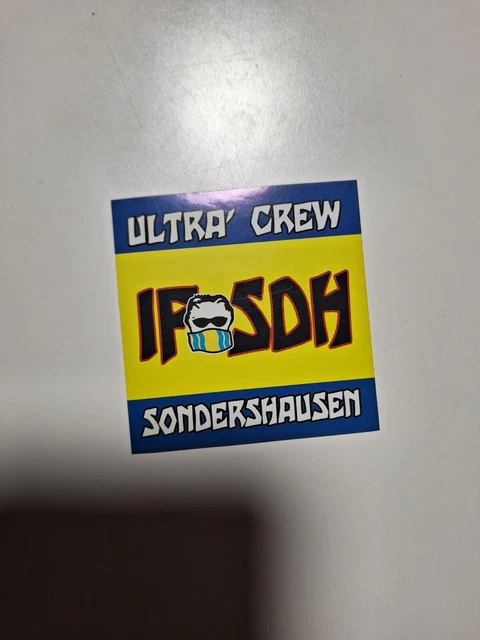 ULTRA' CREW
IF SDH
SONDERSHAUSEN